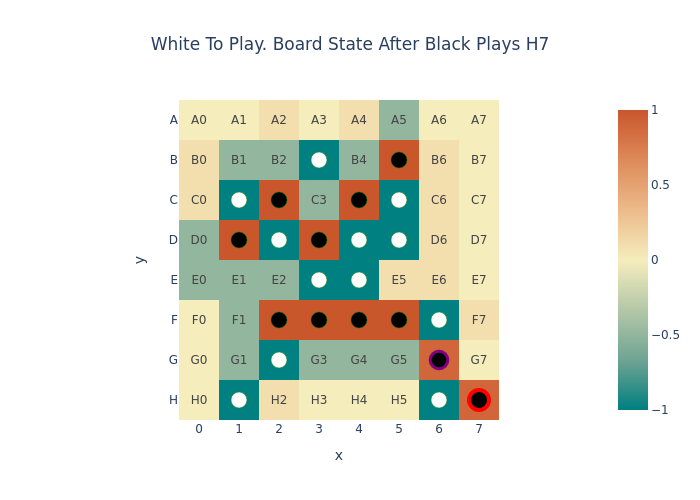 White To Play. Board State After Black Plays H7
A A0 A1 A2 A3 A4 A5 A6 A7
B B0 B1 B2 B4 B6 B7
C C0 C3 C6 C7
D D0 D6 D7
E E0 E1 E2 E5 E6 E7
F F0 F1 F7
G G0 G1 G3 G4 G5 G7
H H0 H2 H3 H4 H5
0 1 2 3 4 5 6 7
x
y
1
0.5
0
−0.5
−1